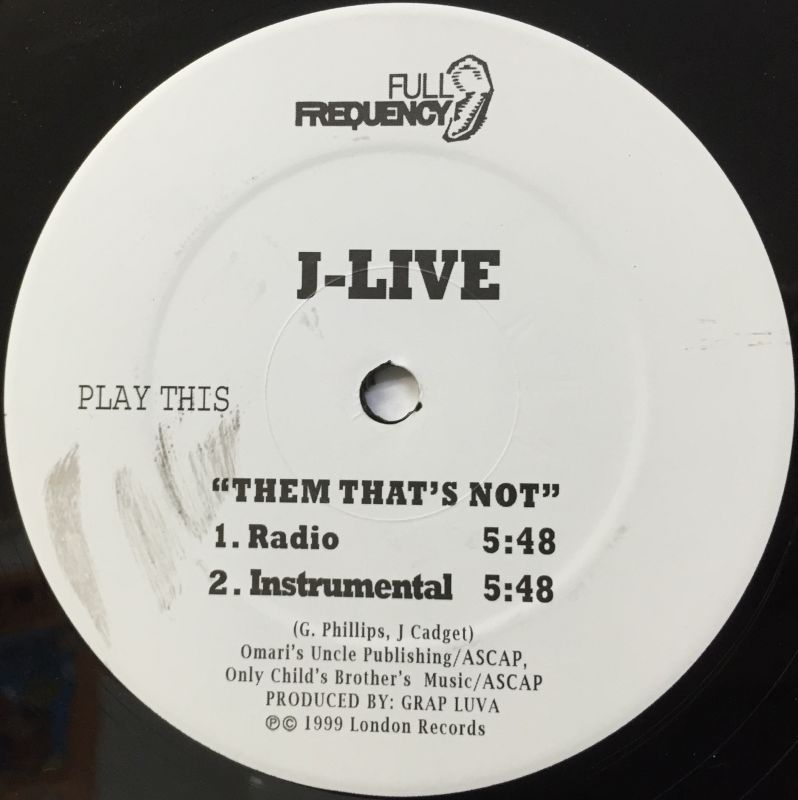 FULL
FREQUENCY
J-LIVE
PLAY THIS
“THEM THAT’S NOT”
1. Radio 5:48
2. Instrumental 5:48
(G. Phillips, J Cadget)
Omari's Uncle Publishing/ASCAP,
Only Child's Brother's Music/ASCAP
PRODUCED BY: GRAP LUVA
℗© 1999 London Records